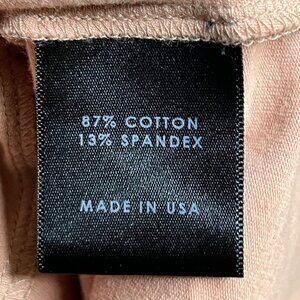 87% COTTON
13% SPANDEX
MADE IN USA